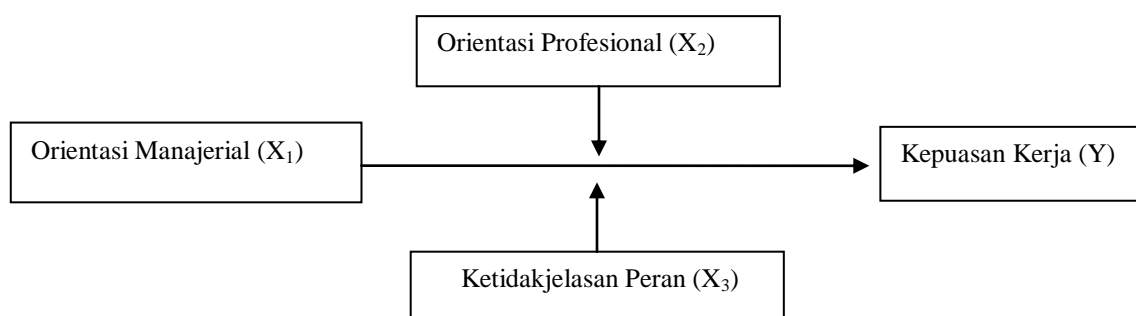 Orientasi Profesional (X₂)
Orientasi Manajerial (X₁)
Kepuasan Kerja (Y)
Ketidakjelasan Peran (X₃)